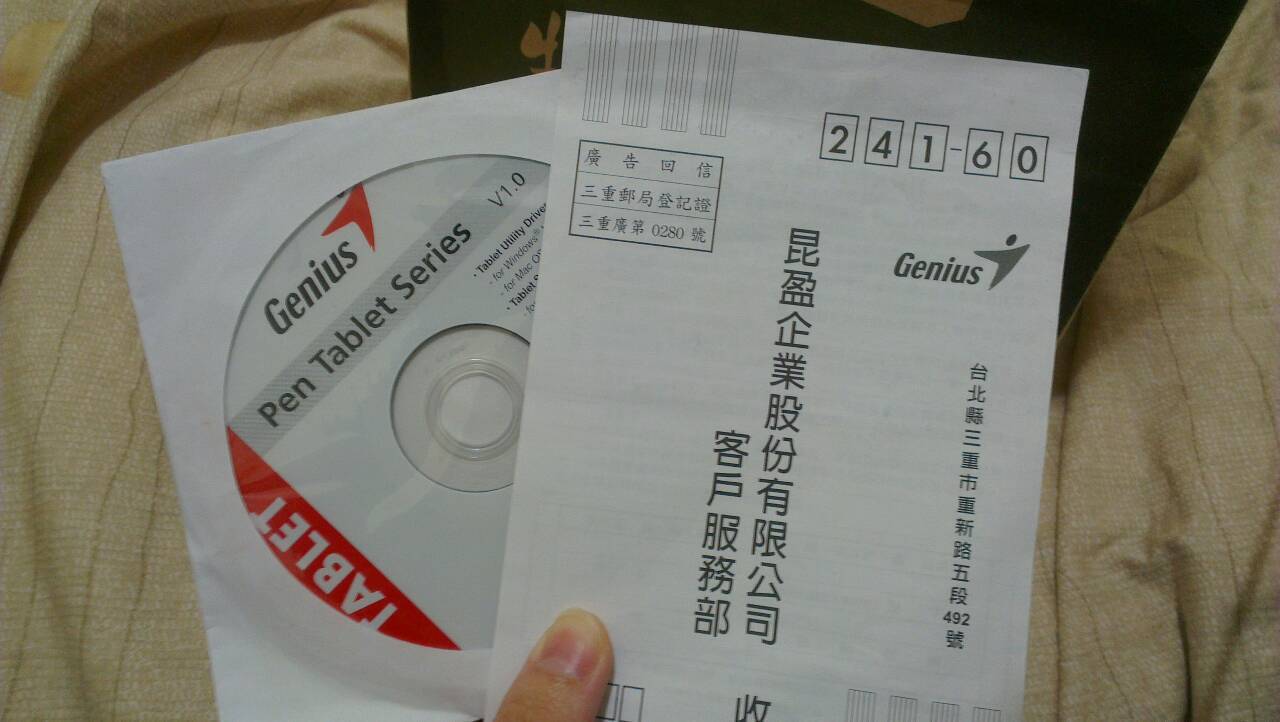 Genius
Pen Tablet Series V1.0
· Tablet Utility Driver
- for Windows®
- for Mac
TABLET
廣告回信
三重郵局登記證
三重廣第 0280 號
241-60
Genius
台北縣三重市重新路五段492號
昆盈企業股份有限公司
客戶服務部
收